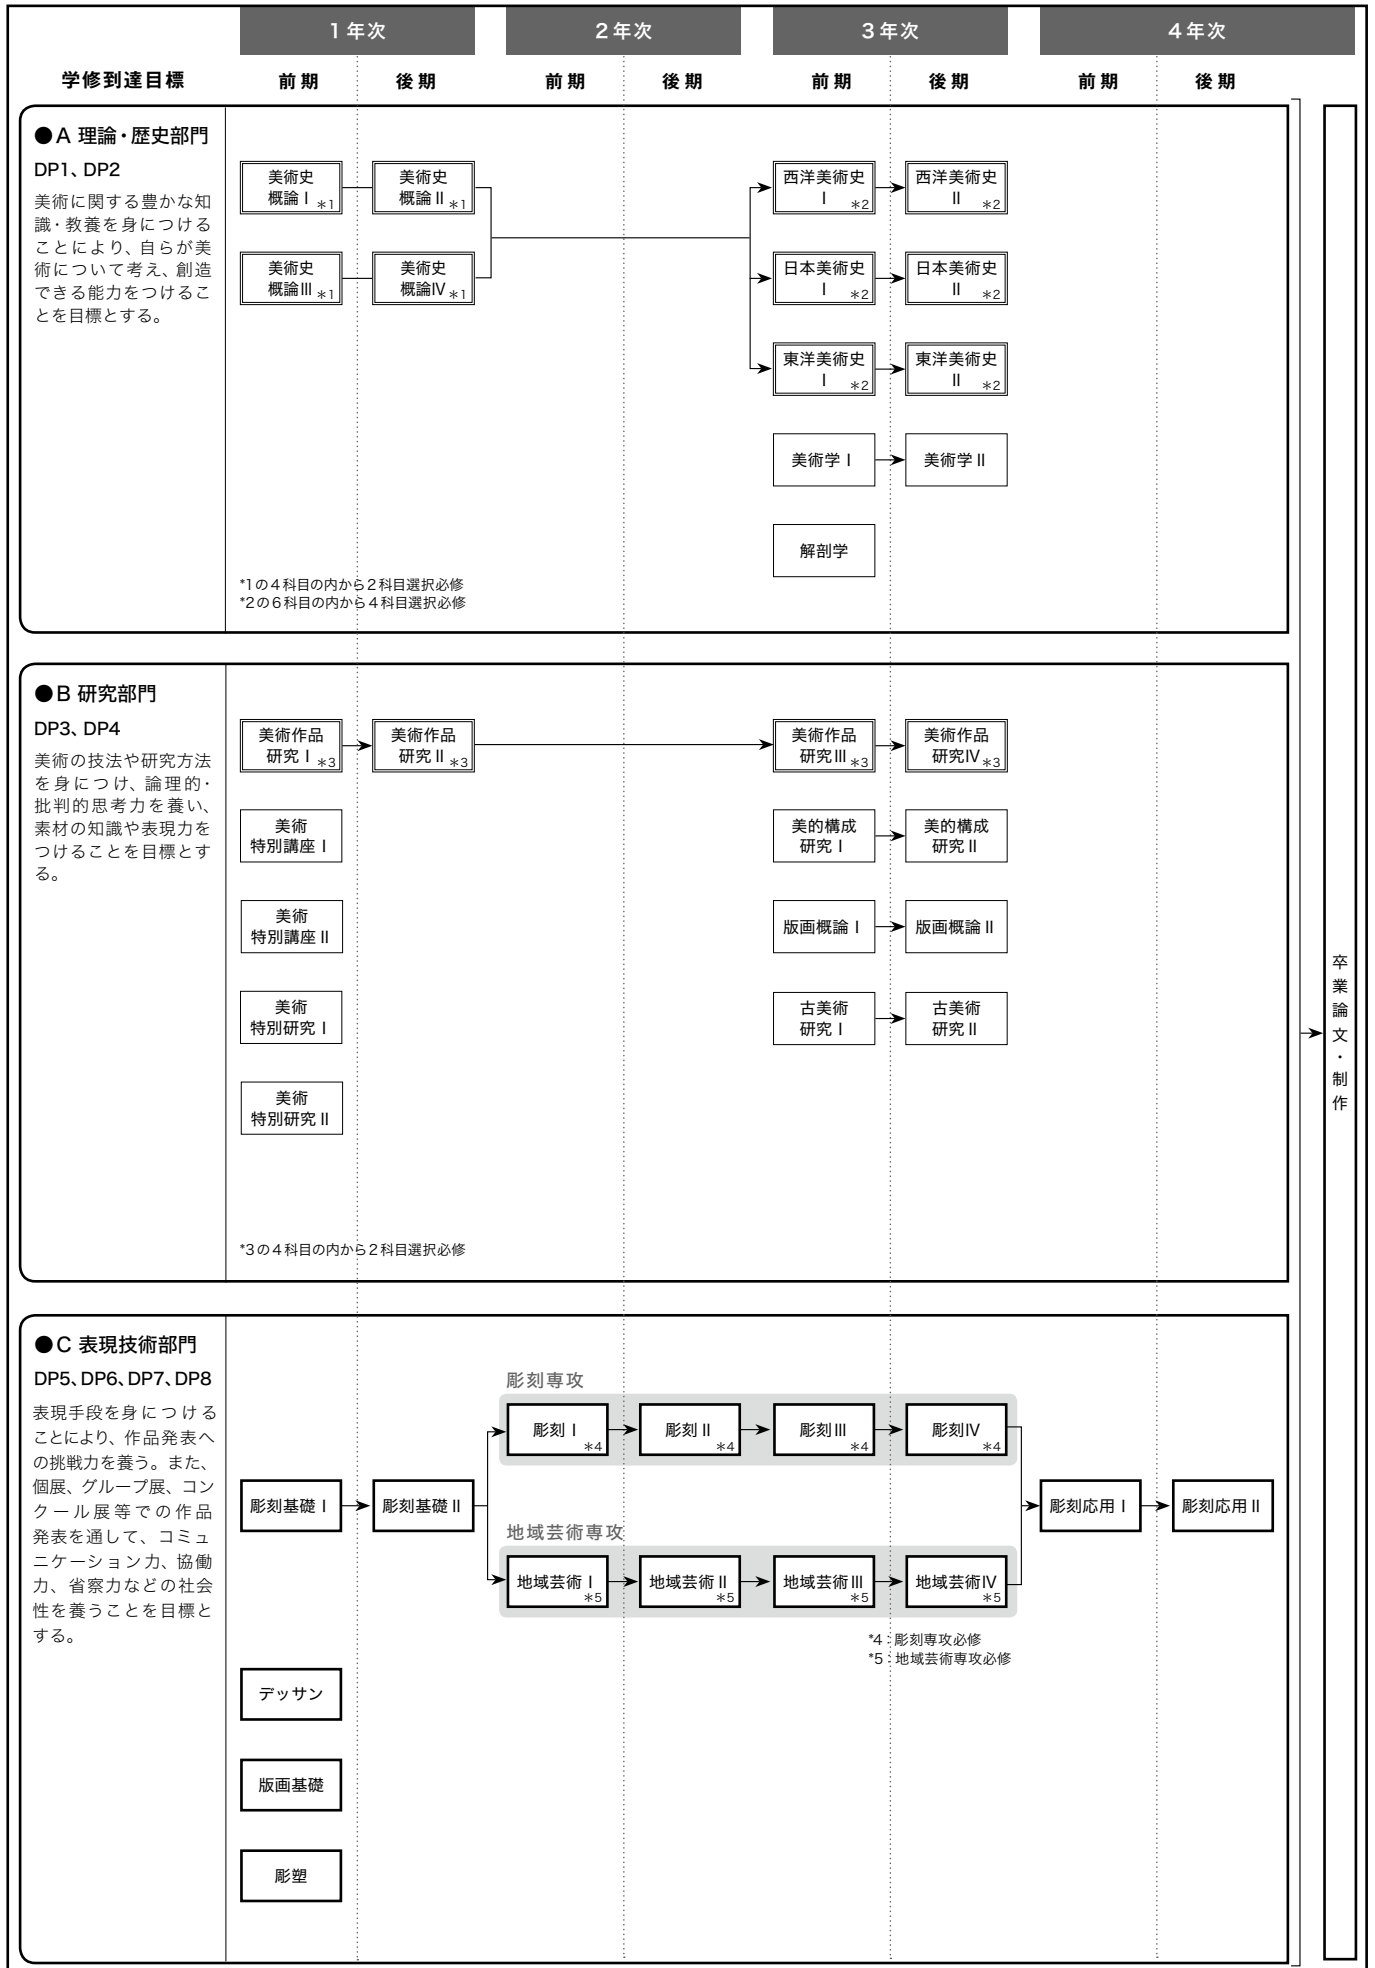 1年次 2年次 3年次 4年次
学修到達目標 前期 後期 前期 後期 前期 後期 前期 後期
●A 理論・歴史部門
DP1、DP2
美術に関する豊かな知
識・教養を身につける
ことにより、自らが美
術について考え、創造
できる能力をつけるこ
とを目標とする。
美術史
概論Ⅰ *1
美術史
概論Ⅱ *1
西洋美術史
Ⅰ *2
西洋美術史
Ⅱ *2
美術史
概論Ⅲ *1
美術史
概論Ⅳ *1
日本美術史
Ⅰ *2
日本美術史
Ⅱ *2
東洋美術史
Ⅰ *2
東洋美術史
Ⅱ *2
美術学Ⅰ
美術学Ⅱ
解剖学
*1の4科目の内から2科目選択必修
*2の6科目の内から4科目選択必修
●B 研究部門
DP3、DP4
美術の技法や研究方法
を身につけ、論理的・
批判的思考力を養い、
素材の知識や表現力を
つけることを目標とす
る。
美術作品
研究Ⅰ *3
美術作品
研究Ⅱ *3
美術作品
研究Ⅲ *3
美術作品
研究Ⅳ *3
美術
特別講座Ⅰ
美的構成
研究Ⅰ
美的構成
研究Ⅱ
美術
特別講座Ⅱ
版画概論Ⅰ
版画概論Ⅱ
美術
特別研究Ⅰ
古美術
研究Ⅰ
古美術
研究Ⅱ
美術
特別研究Ⅱ
*3の4科目の内から2科目選択必修
●C 表現技術部門
DP5、DP6、DP7、DP8
表現手段を身につける
ことにより、作品発表へ
の挑戦力を養う。また、
個展、グループ展、コン
クール展等での作品
発表を通して、コミュ
ニケーション力、協働
力、省察力などの社会
性を養うことを目標と
する。
彫刻専攻
彫刻Ⅰ
*4
彫刻Ⅱ
*4
彫刻Ⅲ
*4
彫刻Ⅳ
*4
彫刻基礎Ⅰ
彫刻基礎Ⅱ
彫刻応用Ⅰ
彫刻応用Ⅱ
地域芸術専攻
地域芸術Ⅰ
*5
地域芸術Ⅱ
*5
地域芸術Ⅲ
*5
地域芸術Ⅳ
*5
*4：彫刻専攻必修
*5：地域芸術専攻必修
デッサン
版画基礎
彫塑
卒業論文・制作